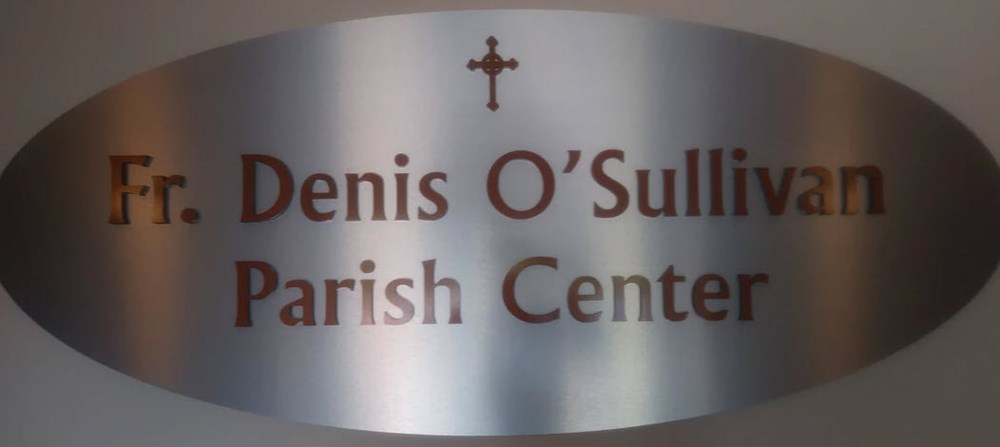 Fr. Denis O'Sullivan
Parish Center